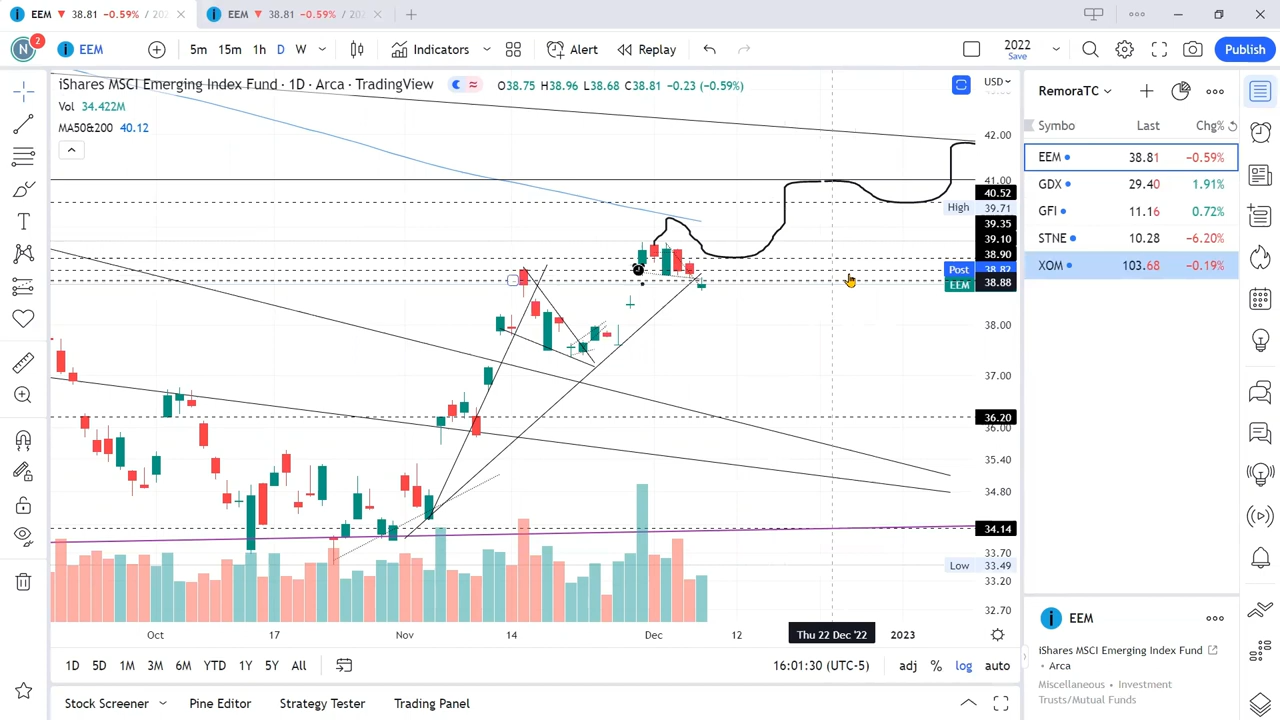 EEM 38.81 −0.59% / 202
EEM 38.81 −0.59% / 202
N 2 EEM 5m 15m 1h D W Indicators Alert Replay 2022 Save Publish
iShares MSCI Emerging Index Fund · 1D · Arca · TradingView O38.75 H38.96 L38.68 C38.81 −0.23 (−0.59%) USD
Vol 34.422M
MA50&200 40.12
42.00
41.00
40.52
High 39.71
39.35
39.10
38.90
Post 38.82
EEM 38.88
38.00
37.00
36.20
36.00
35.40
34.80
34.14
33.70
Low 33.49
33.20
32.70
Oct 17 Nov 14 Dec 12 Thu 22 Dec '22 2023
1D 5D 1M 3M 6M YTD 1Y 5Y All 16:01:30 (UTC-5) adj % log auto
Stock Screener Pine Editor Strategy Tester Trading Panel
RemoraTC
Symbo Last Chg%
EEM 38.81 −0.59%
GDX 29.40 1.91%
GFI 11.16 0.72%
STNE 10.28 −6.20%
XOM 103.68 −0.19%
EEM
iShares MSCI Emerging Index Fund
• Arca
Miscellaneous • Investment
Trusts/Mutual Funds